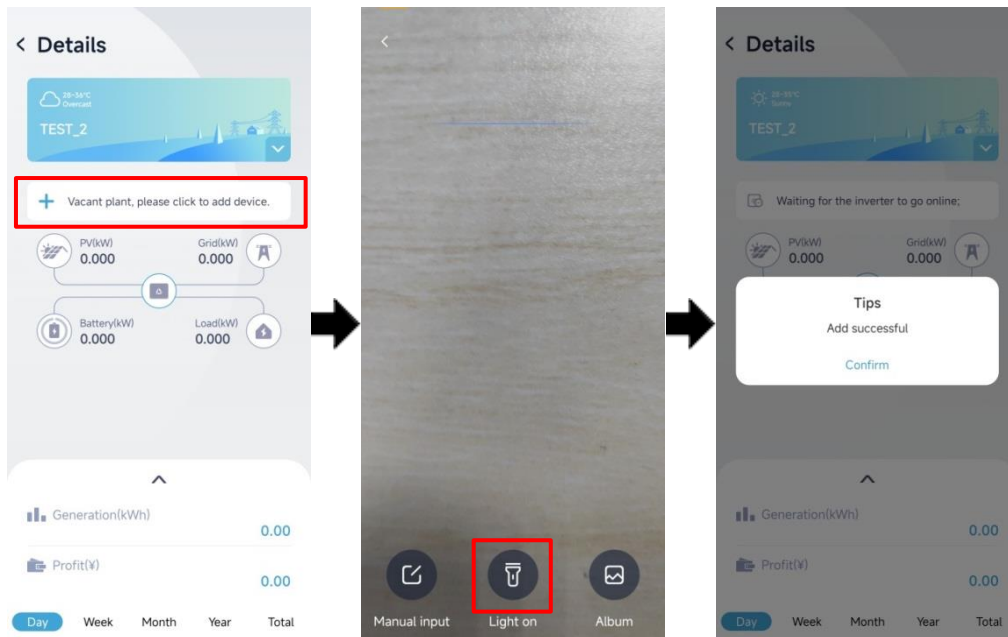 Details
28-36°C
Overcast
TEST_2
Vacant plant, please click to add device.
PV(kW)
0.000
Grid(kW)
0.000
Battery(kW)
0.000
Load(kW)
0.000
Generation(kWh)
0.00
Profit(¥)
0.00
Day Week Month Year Total
Manual input Light on Album
Details
Sunny
TEST_2
Waiting for the inverter to go online;
PV(kW)
0.000
Grid(kW)
0.000
Tips
Add successful
Confirm
Generation(kWh)
0.00
Profit(¥)
0.00
Day Week Month Year Total